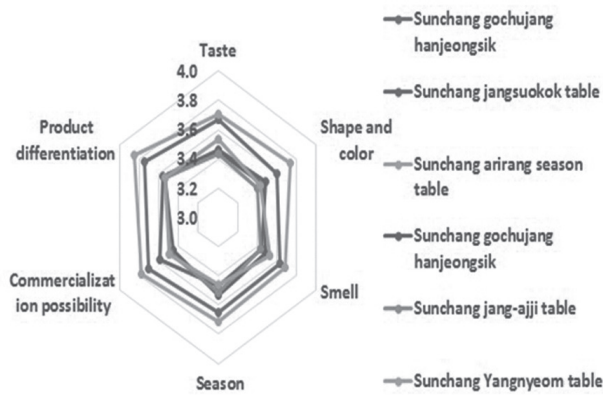 Taste
4.0
3.8
3.6
3.4
3.2
3.0
Product
differentiation
Shape and
color
Commercializat
ion possibility
Smell
Season
Sunchang gochujang
hanjeongsik
Sunchang jangsuokok table
Sunchang arirang season
table
Sunchang gochujang
hanjeongsik
Sunchang jang-ajji table
Sunchang Yangnyeom table